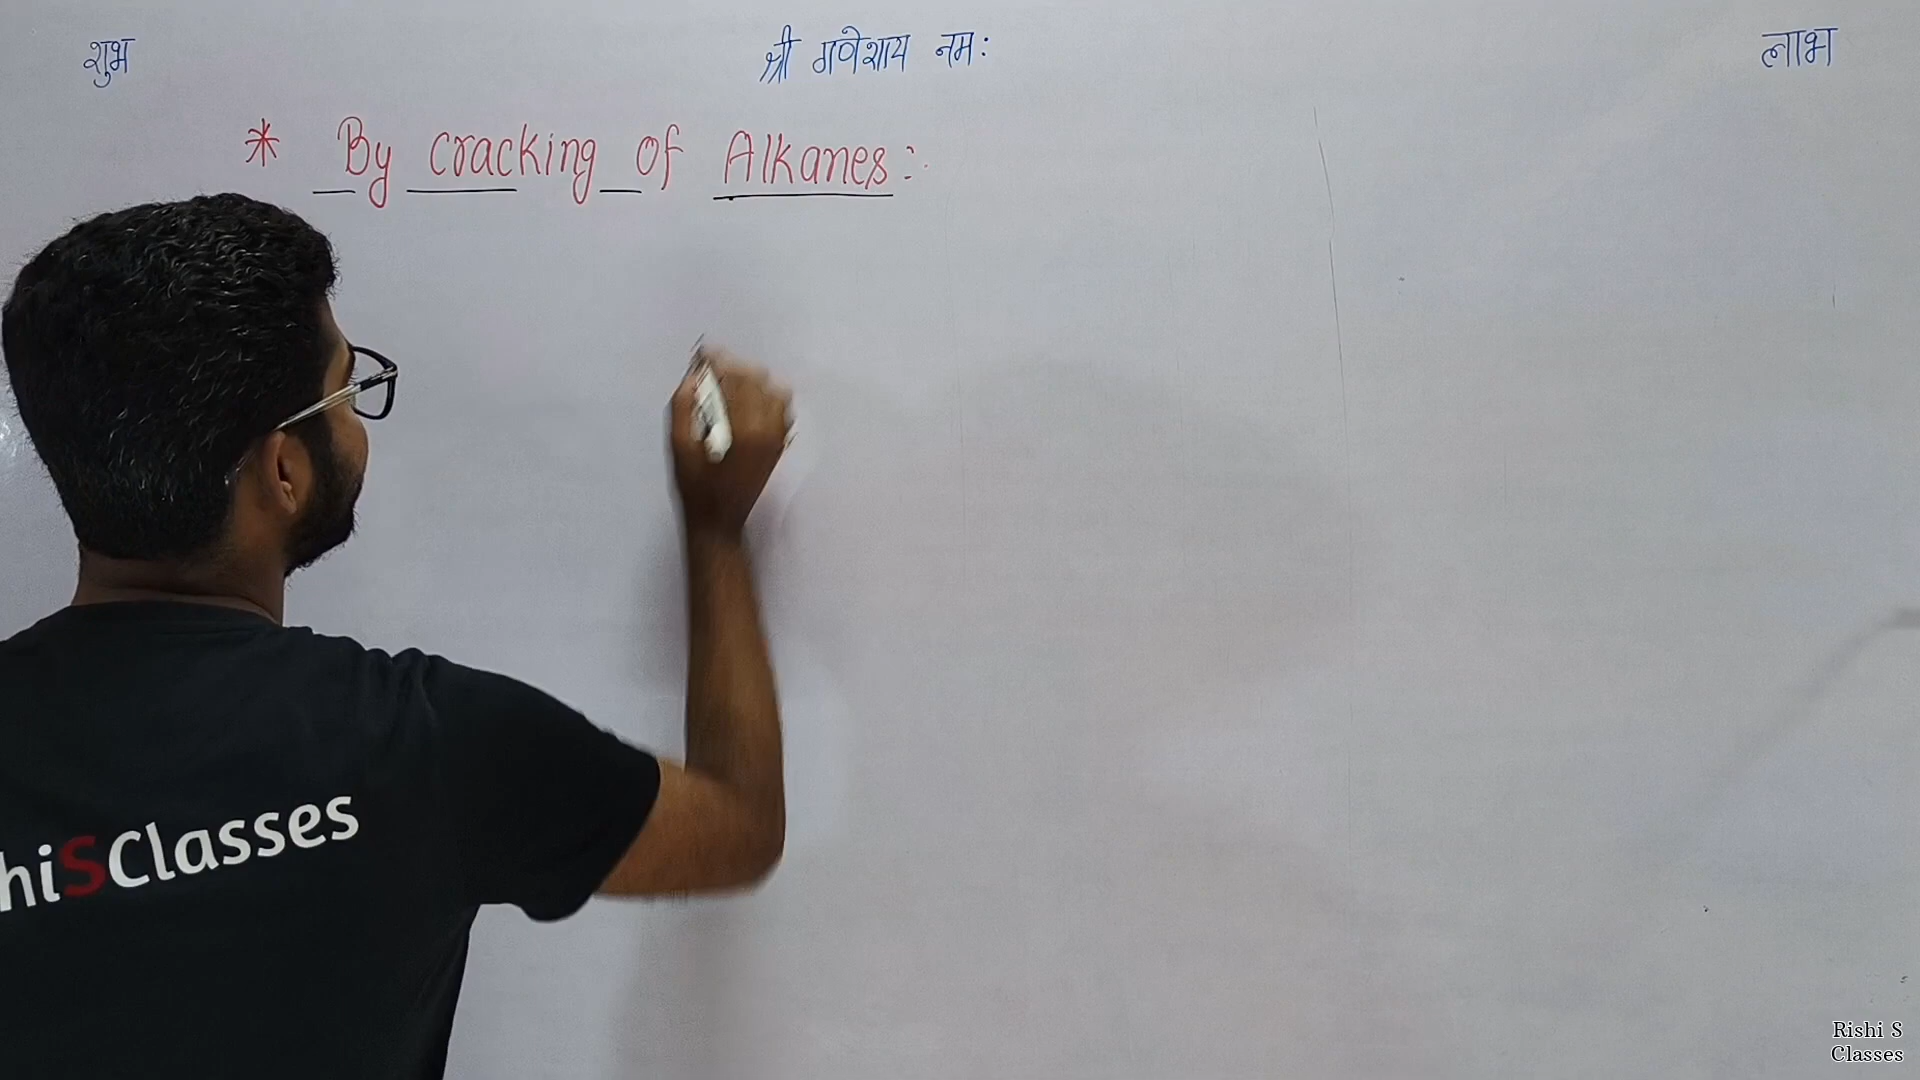 शुभ श्री गणेशाय नमः लाभ
* By cracking of Alkanes :-
hiSClasses
Rishi S
Classes